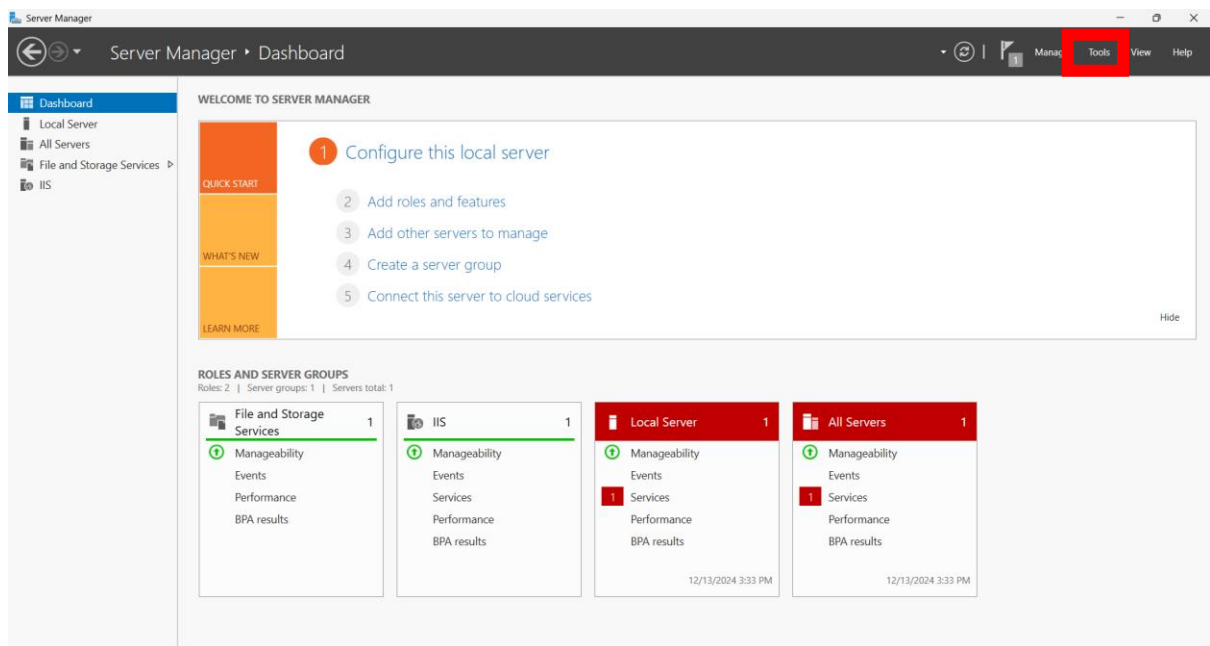 Server Manager
Server Manager ‣ Dashboard
1
Manag
Tools
View
Help
Dashboard
Local Server
All Servers
File and Storage Services
IIS
WELCOME TO SERVER MANAGER
QUICK START
WHAT'S NEW
LEARN MORE
1 Configure this local server
2 Add roles and features
3 Add other servers to manage
4 Create a server group
5 Connect this server to cloud services
Hide
ROLES AND SERVER GROUPS
Roles: 2 | Server groups: 1 | Servers total: 1
File and Storage
Services
1
Manageability
Events
Performance
BPA results
IIS 1
Manageability
Events
Services
Performance
BPA results
Local Server 1
Manageability
Events
1 Services
Performance
BPA results
12/13/2024 3:33 PM
All Servers 1
Manageability
Events
1 Services
Performance
BPA results
12/13/2024 3:33 PM